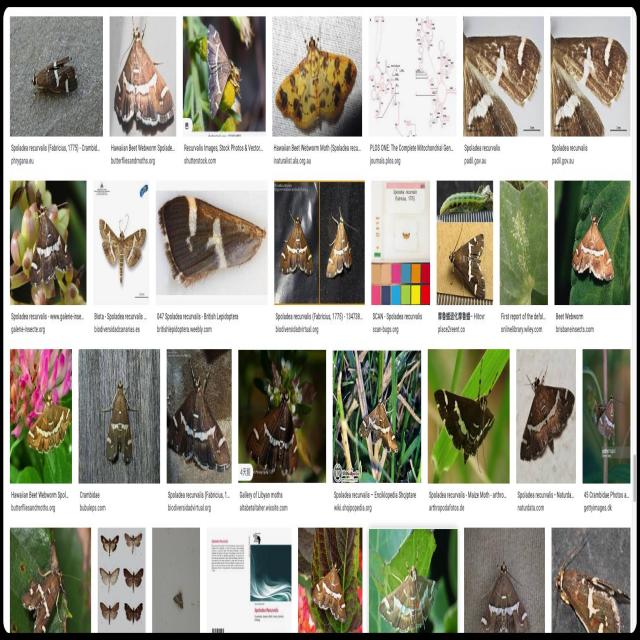 Spoladea recurvalis (Fabricius, 1775) - Crambid...
phegea.eu
Hawaiian Beet Webworm Spolade...
butterfliesandmoths.org
Recurvalis Images, Stock Photos & Vector...
shutterstock.com
Hawaiian Beet Webworm Moth (Spoladea recu...
naturalist.ala.org.au
PLOS ONE: The Complete Mitochondrial Gen...
journals.plos.org
Spoladea recurvalis
padil.gov.au
Spoladea recurvalis
padil.gov.au
Spoladea recurvalis - www.galerie-inse...
galerie-insecte.org
Biota - Spoladea recurvalis ...
biodiversidadcanarias.es
047 Spoladea recurvalis - British Lepidoptera
britishlepidoptera.weebly.com
Spoladea recurvalis (Fabricius, 1775) - 134738...
biodiversidadvirtual.org
Spoladea recurvalis
(Fabricius, 1775)
SCAN - Spoladea recurvalis
scan-bugs.org
place2reent.co
First report of the defol...
onlinelibrary.wiley.com
Beet Webworm
brisbaneinsects.com
Hawaiian Beet Webworm Spol...
butterfliesandmoths.org
Crambidae
bubuleps.com
Spoladea recurvalis (Fabricius, 1...
biodiversidadvirtual.org
4天前
Gallery of Libyan moths
altabetaltaher.wixsite.com
Spoladea recurvalis – Enciklopedia Shqiptare
wiki.shqipopedia.org
Spoladea recurvalis - Maize Moth - arthro...
arthropodafotos.de
Spoladea recurvalis - Naturda...
naturdata.com
45 Crambidae Photos a...
gettyimages.dk
Spoladea Recurvalis